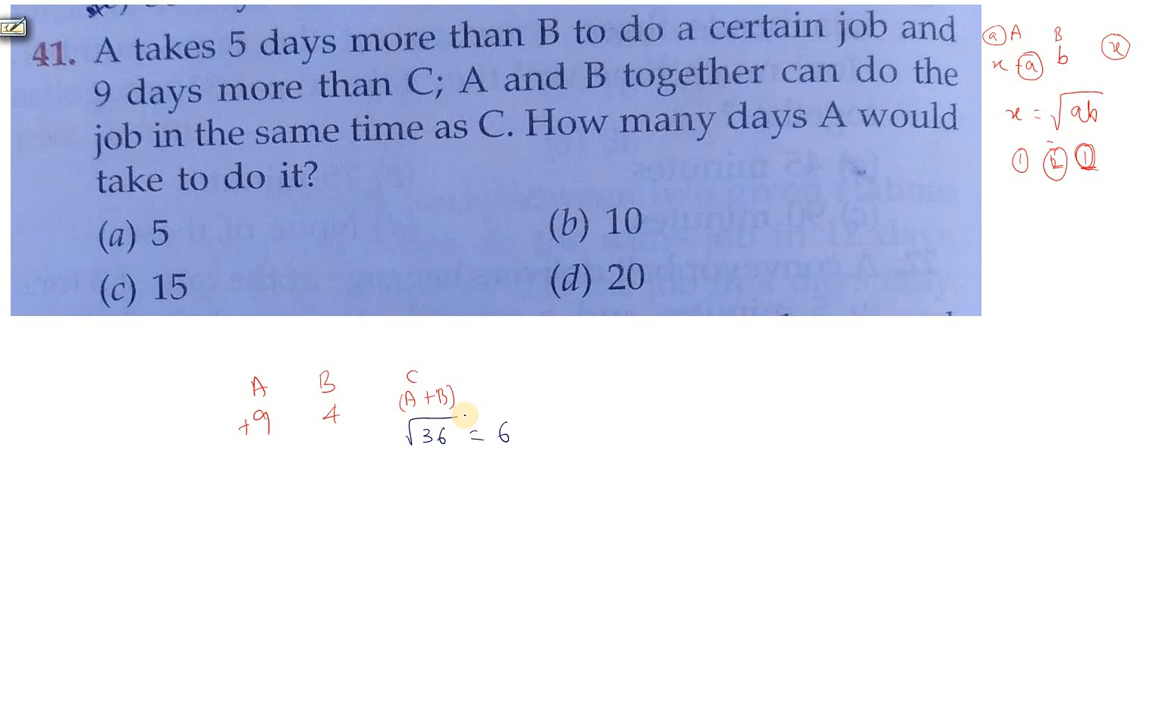 41. A takes 5 days more than B to do a certain job and
9 days more than C; A and B together can do the
job in the same time as C. How many days A would
take to do it?
(a) 5 (b) 10
(c) 15 (d) 20
a A B
x + a b x
x = √ab
A B C
(A + B)
+9 4
√36 = 6